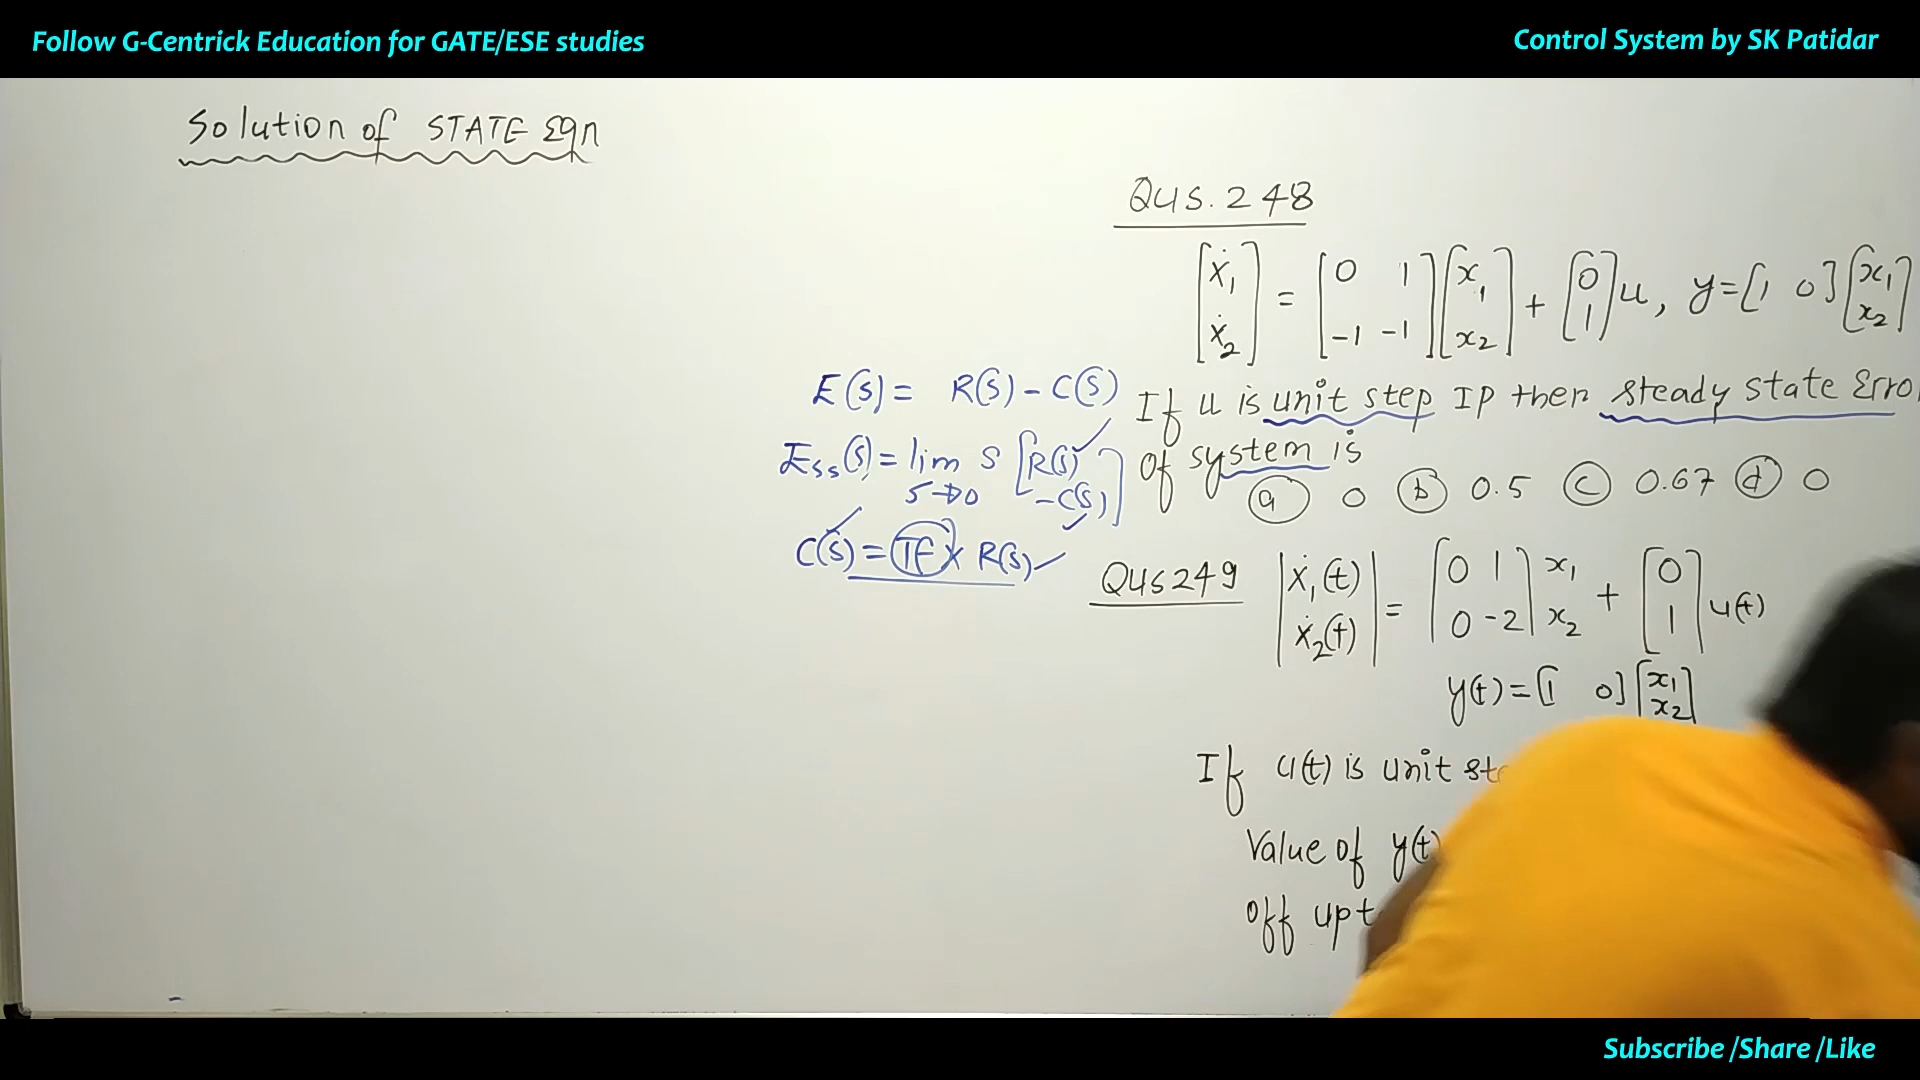 Follow G-Centrick Education for GATE/ESE studies
Control System by SK Patidar
Solution of STATE Eqn
Qus. 248
[ẋ₁ ẋ₂] = [0 1 -1 -1] [x₁ x₂] + [0 1] u, y = [1 0] [x₁ x₂]
If u is unit step IP then steady state Erro
of system is
(a) 0 (b) 0.5 (c) 0.67 (d) 0
E(s) = R(s) - C(s)
Ess(s) = lim s→0 s [R(s) - C(s)]
C(s) = TF × R(s)
Qus 249
|ẋ₁(t) ẋ₂(t)| = [0 1 0 -2] x₁ x₂ + [0 1] u(t)
y(t) = [1 0] [x₁ x₂]
If u(t) is unit st
Value of y(t)
off upt
Subscribe /Share /Like